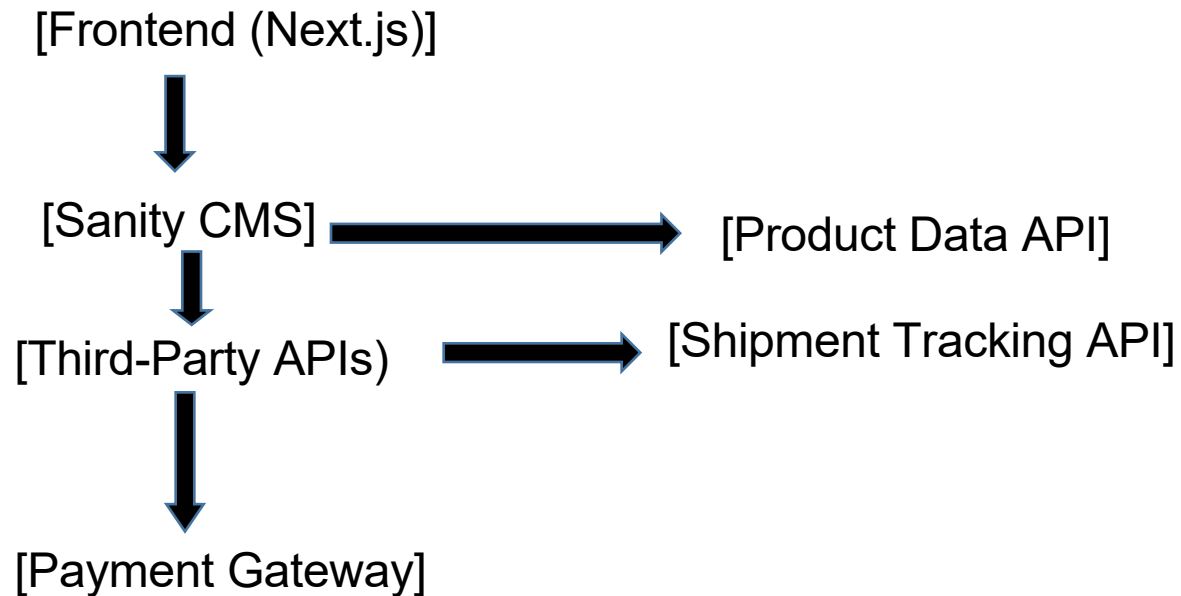 [Frontend (Next.js)]
[Sanity CMS]
[Product Data API]
[Third-Party APIs)
[Shipment Tracking API]
[Payment Gateway]